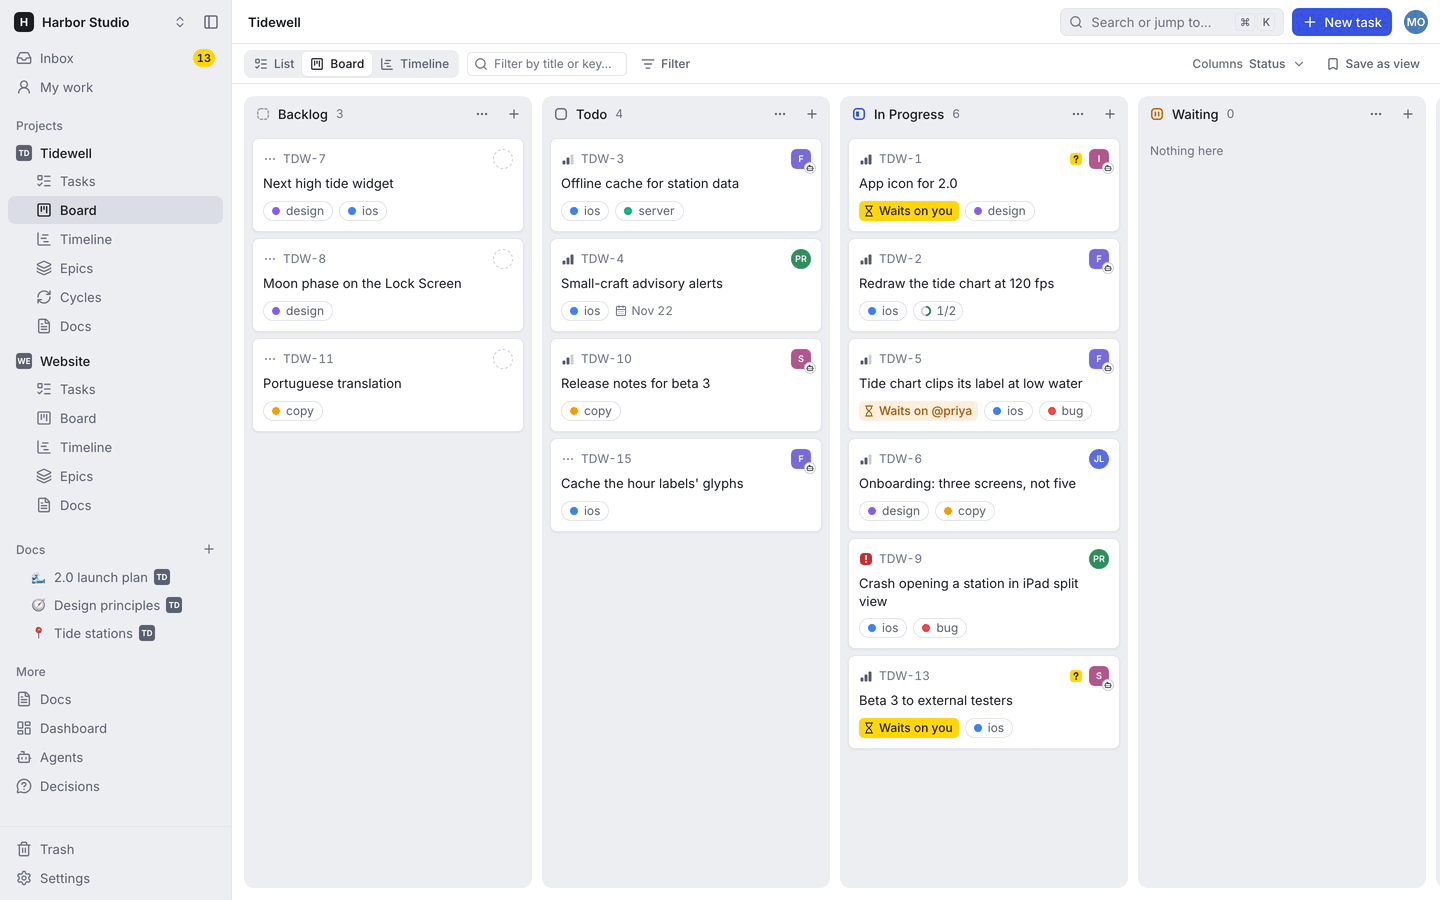 H Harbor Studio
Inbox 13
My work
Projects
TD Tidewell
Tasks
Board
Timeline
Epics
Cycles
Docs
WE Website
Tasks
Board
Timeline
Epics
Docs
Docs
2.0 launch plan TD
Design principles TD
Tide stations TD
More
Docs
Dashboard
Agents
Decisions
Trash
Settings
Tidewell
Search or jump to... ⌘ K
New task
MO
List
Board
Timeline
Filter by title or key...
Filter
Columns Status
Save as view
Backlog 3
TDW-7
Next high tide widget
design ios
TDW-8
Moon phase on the Lock Screen
design
TDW-11
Portuguese translation
copy
Todo 4
TDW-3 F
Offline cache for station data
ios server
TDW-4 PR
Small-craft advisory alerts
ios Nov 22
TDW-10 S
Release notes for beta 3
copy
TDW-15 F
Cache the hour labels' glyphs
ios
In Progress 6
TDW-1 ? I
App icon for 2.0
Waits on you design
TDW-2 F
Redraw the tide chart at 120 fps
ios 1/2
TDW-5 F
Tide chart clips its label at low water
Waits on @priya ios bug
TDW-6 JL
Onboarding: three screens, not five
design copy
TDW-9 PR
Crash opening a station in iPad split
view
ios bug
TDW-13 ? S
Beta 3 to external testers
Waits on you ios
Waiting 0
Nothing here